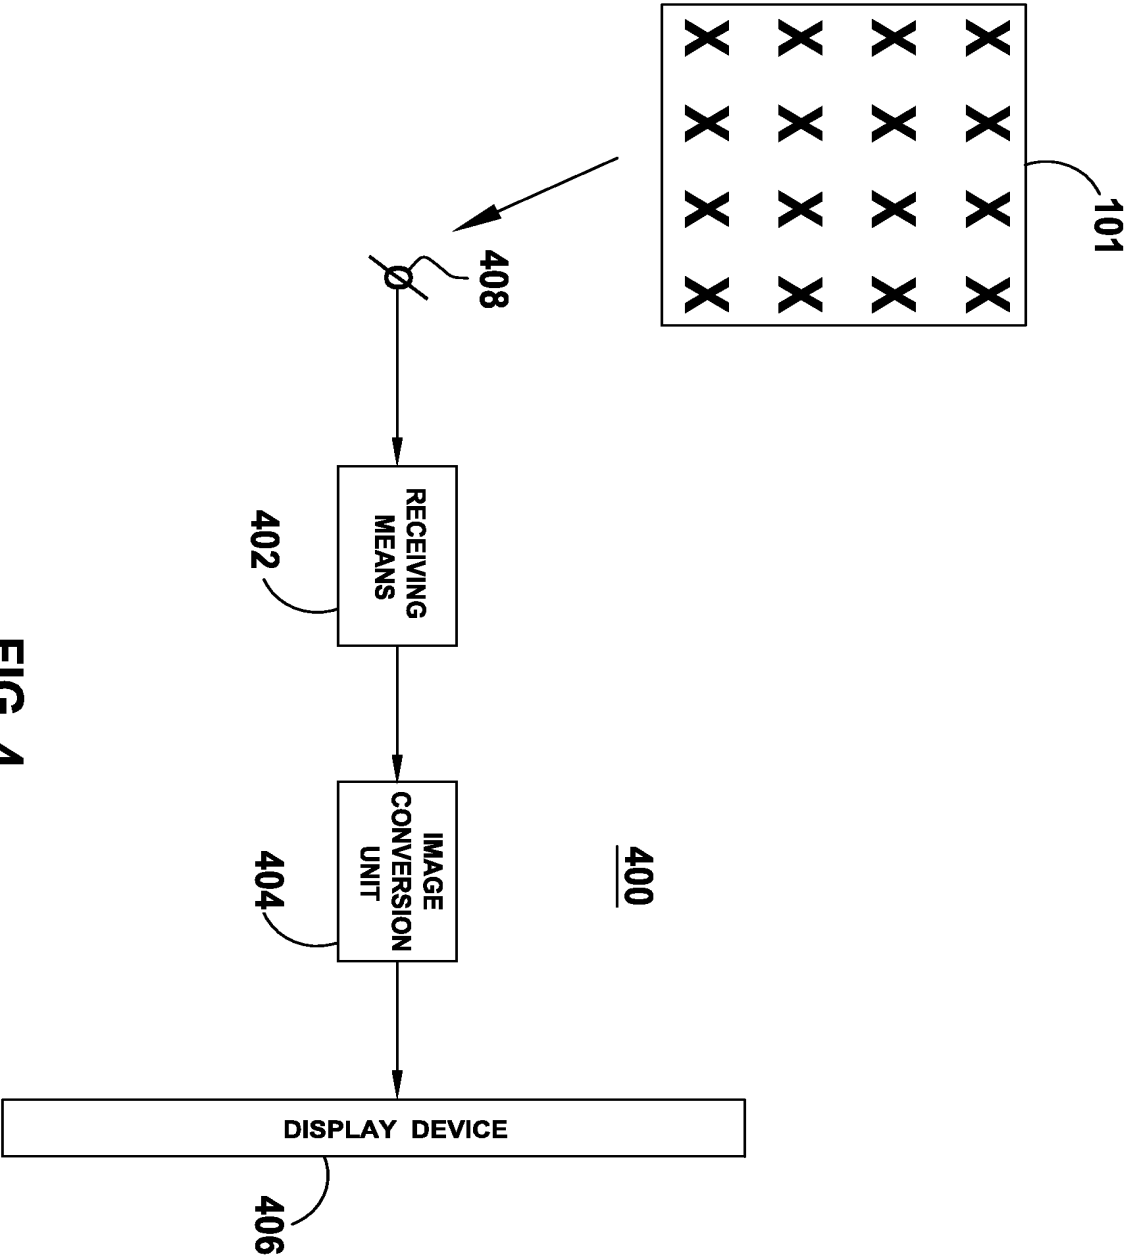 101
X X X X
X X X X
X X X X
X X X X
408
400
RECEIVING
MEANS
402
IMAGE
CONVERSION
UNIT
404
DISPLAY DEVICE
406
FIG. 4